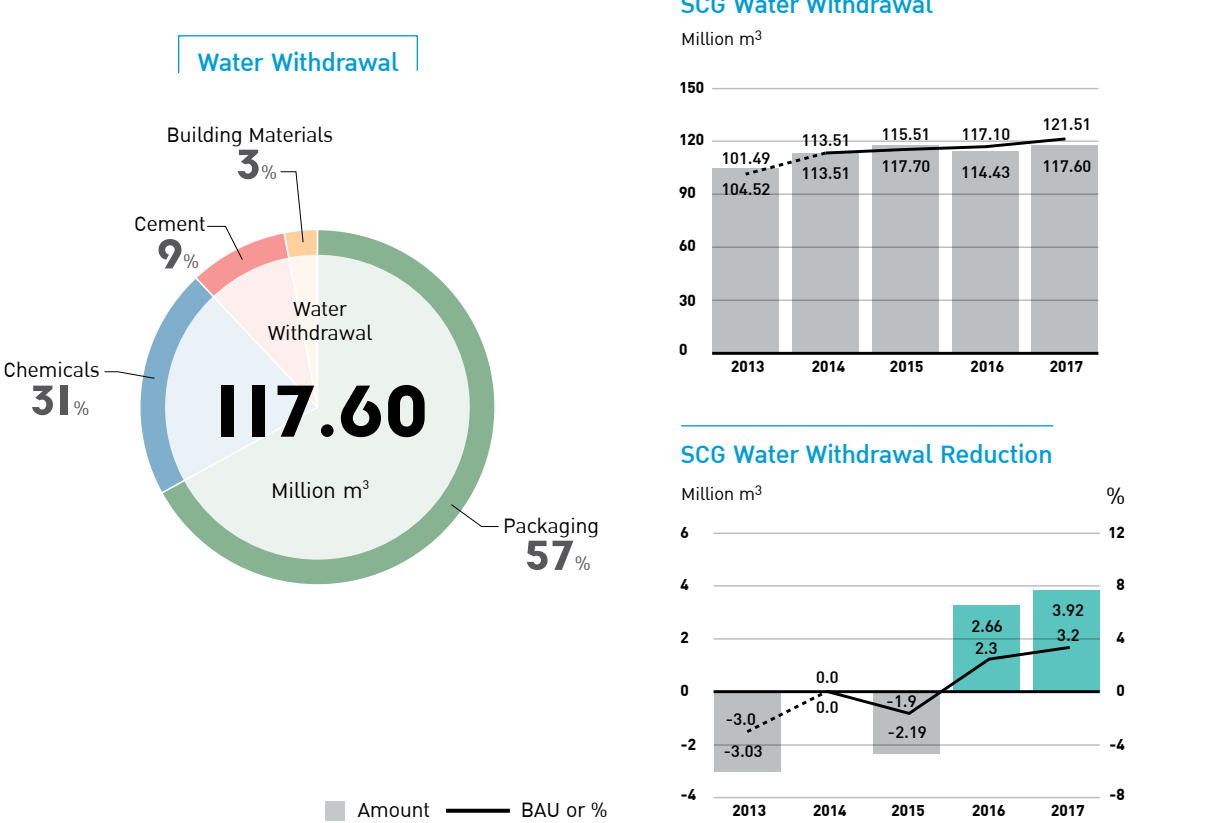 Water Withdrawal
Building Materials
3%
Cement
9%
Chemicals
31%
Water
Withdrawal
117.60
Million m³
Packaging
57%
SCG Water Withdrawal
Million m³
150
120
90
60
30
0
101.49
104.52
113.51
113.51
115.51
117.70
117.10
114.43
121.51
117.60
2013 2014 2015 2016 2017
SCG Water Withdrawal Reduction
Million m³ %
6 12
4 8
2 4
0 0
-2 -4
-4 -8
-3.0
-3.03
0.0
0.0
-1.9
-2.19
2.66
2.3
3.92
3.2
2013 2014 2015 2016 2017
Amount BAU or %